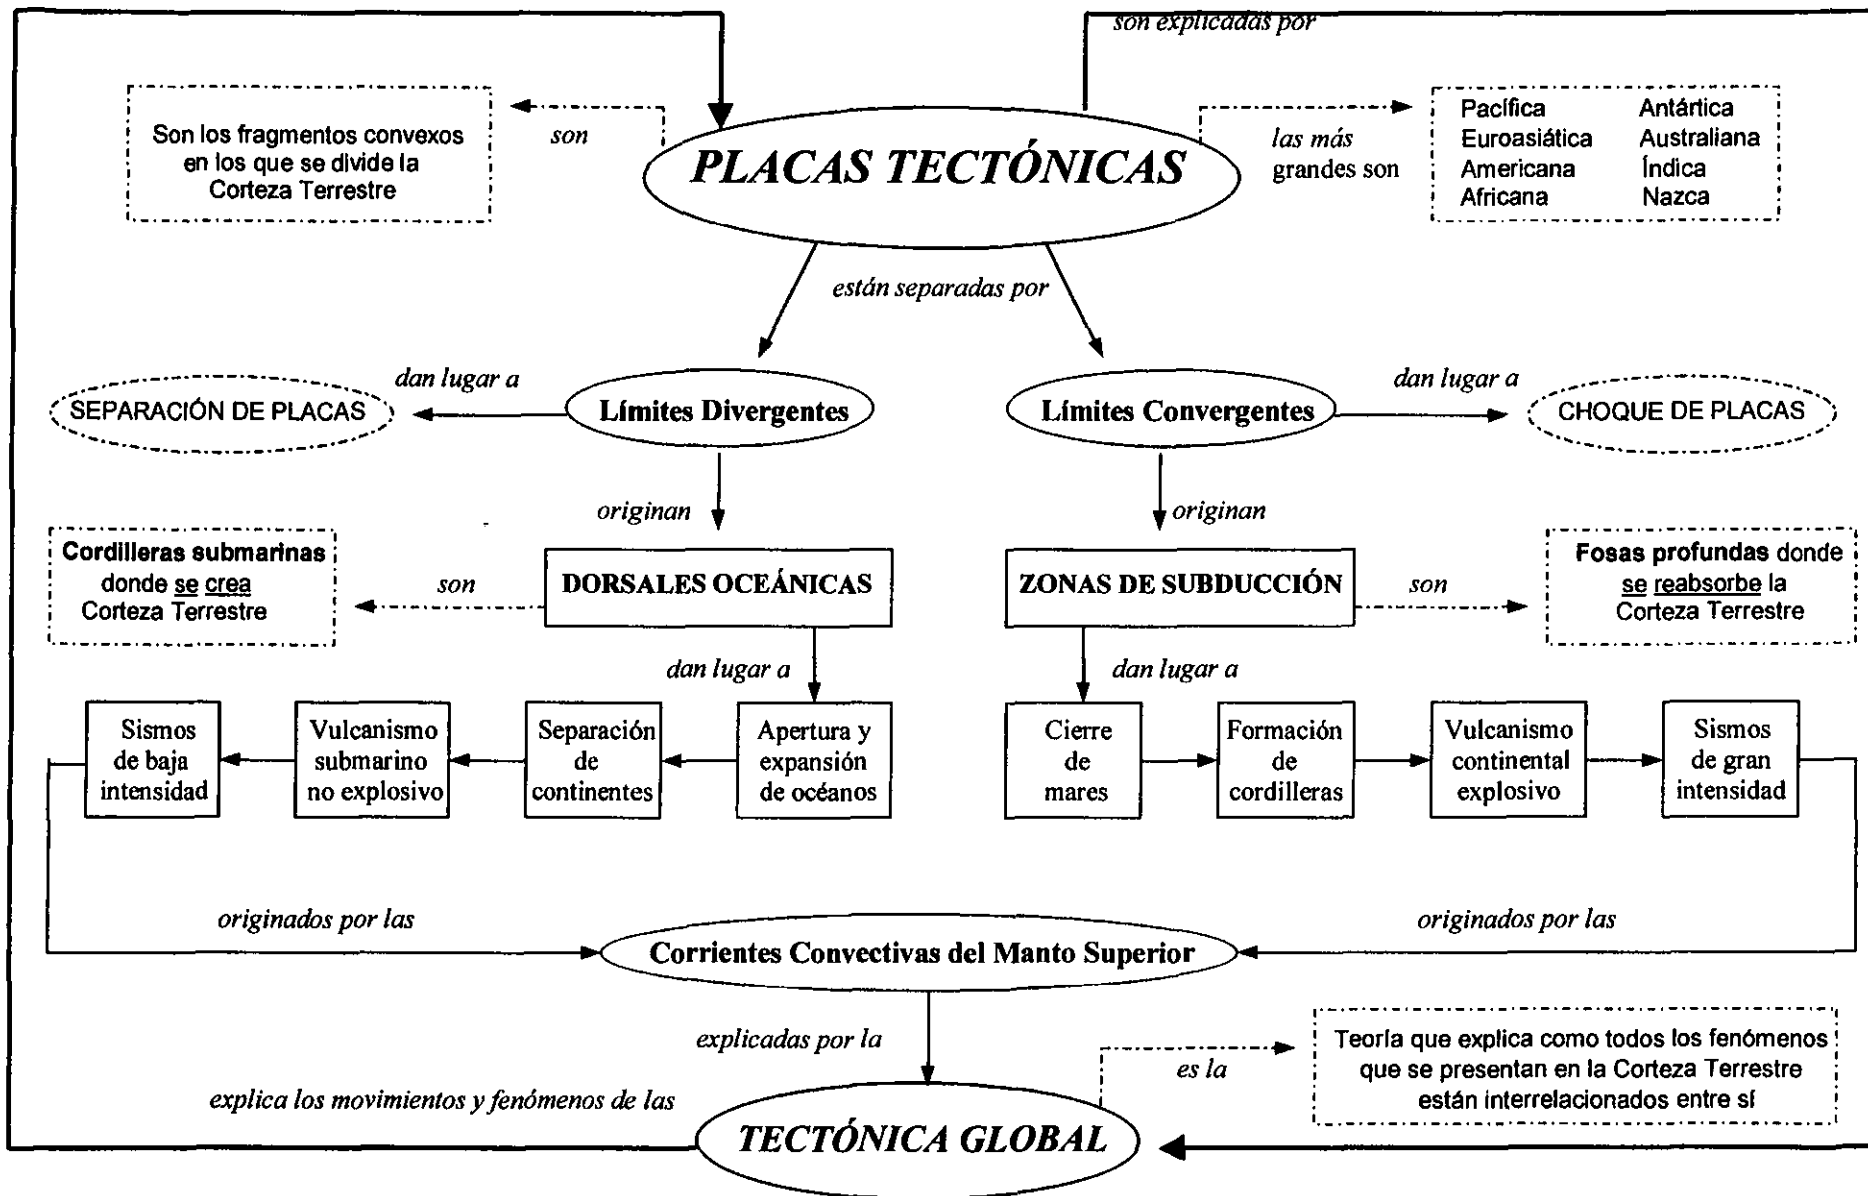 son explicadas por
Son los fragmentos convexos
en los que se divide la
Corteza Terrestre
son
PLACAS TECTÓNICAS
las más
grandes son
Pacífica Antártica
Euroasiática Australiana
Americana Índica
Africana Nazca
están separadas por
dan lugar a
SEPARACIÓN DE PLACAS
Límites Divergentes
Límites Convergentes
dan lugar a
CHOQUE DE PLACAS
originan
originan
Cordilleras submarinas
donde se crea
Corteza Terrestre
son
DORSALES OCEÁNICAS
ZONAS DE SUBDUCCIÓN
son
Fosas profundas donde
se reabsorbe la
Corteza Terrestre
dan lugar a
dan lugar a
Sismos
de baja
intensidad
Vulcanismo
submarino
no explosivo
Separación
de
continentes
Apertura y
expansión
de océanos
Cierre
de
mares
Formación
de
cordilleras
Vulcanismo
continental
explosivo
Sismos
de gran
intensidad
originados por las
originados por las
Corrientes Convectivas del Manto Superior
explicadas por la
es la
Teoría que explica como todos los fenómenos
que se presentan en la Corteza Terrestre
están interrelacionados entre sí
explica los movimientos y fenómenos de las
TECTÓNICA GLOBAL